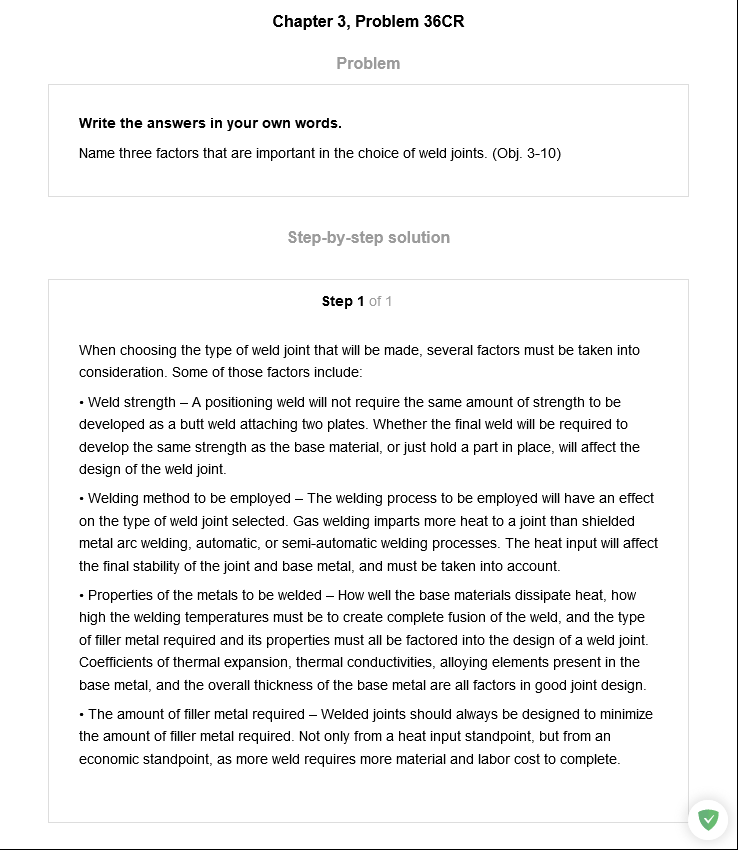 Chapter 3, Problem 36CR
Problem
Write the answers in your own words.
Name three factors that are important in the choice of weld joints. (Obj. 3-10)
Step-by-step solution
Step 1 of 1
When choosing the type of weld joint that will be made, several factors must be taken into
consideration. Some of those factors include:
• Weld strength – A positioning weld will not require the same amount of strength to be
developed as a butt weld attaching two plates. Whether the final weld will be required to
develop the same strength as the base material, or just hold a part in place, will affect the
design of the weld joint.
• Welding method to be employed – The welding process to be employed will have an effect
on the type of weld joint selected. Gas welding imparts more heat to a joint than shielded
metal arc welding, automatic, or semi-automatic welding processes. The heat input will affect
the final stability of the joint and base metal, and must be taken into account.
• Properties of the metals to be welded – How well the base materials dissipate heat, how
high the welding temperatures must be to create complete fusion of the weld, and the type
of filler metal required and its properties must all be factored into the design of a weld joint.
Coefficients of thermal expansion, thermal conductivities, alloying elements present in the
base metal, and the overall thickness of the base metal are all factors in good joint design.
• The amount of filler metal required – Welded joints should always be designed to minimize
the amount of filler metal required. Not only from a heat input standpoint, but from an
economic standpoint, as more weld requires more material and labor cost to complete.